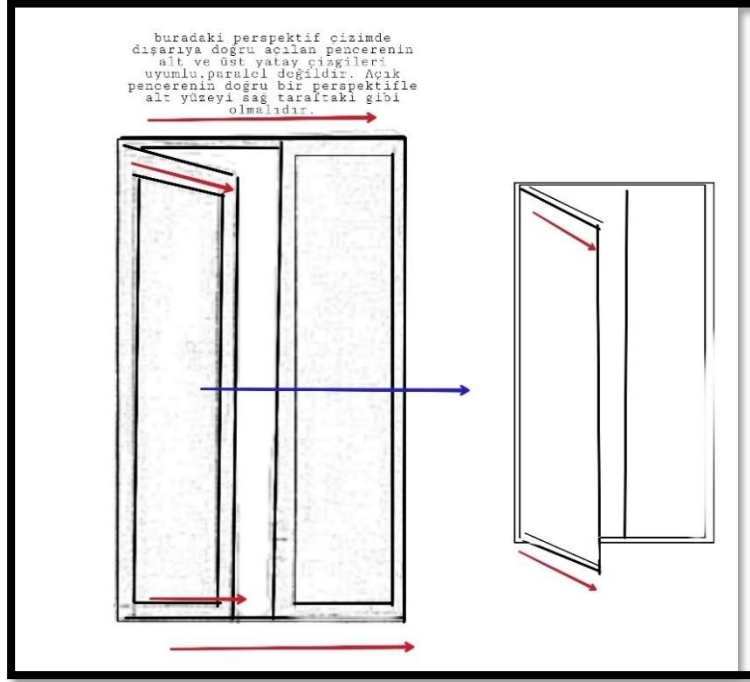 buradaki perspektif çizimde
dışarıya doğru açılan pencerenin
alt ve üst yatay çizgileri
uyumlu,paralel değildir. Açık
pencerenin doğru bir perspektifle
alt yüzeyi sağ taraftaki gibi
olmalıdır.